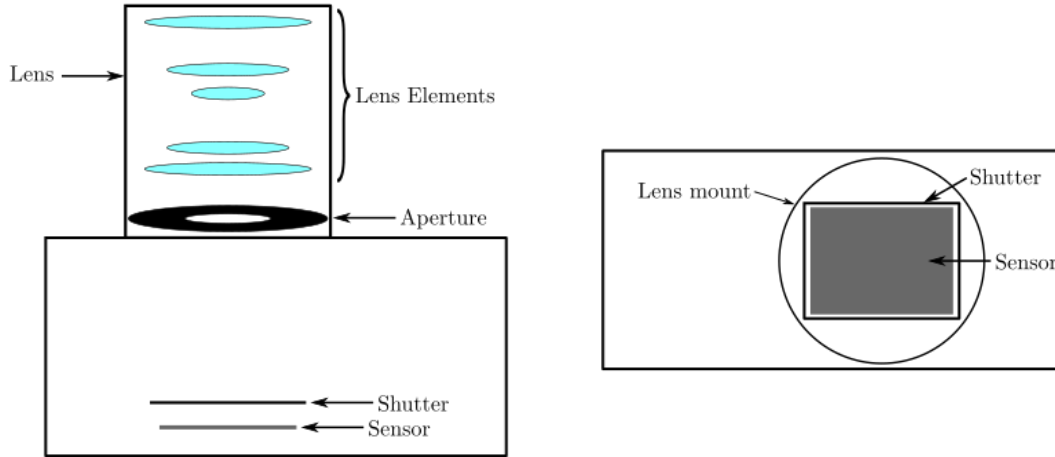 Lens
Lens Elements
Aperture
Shutter
Sensor
Lens mount
Shutter
Sensor